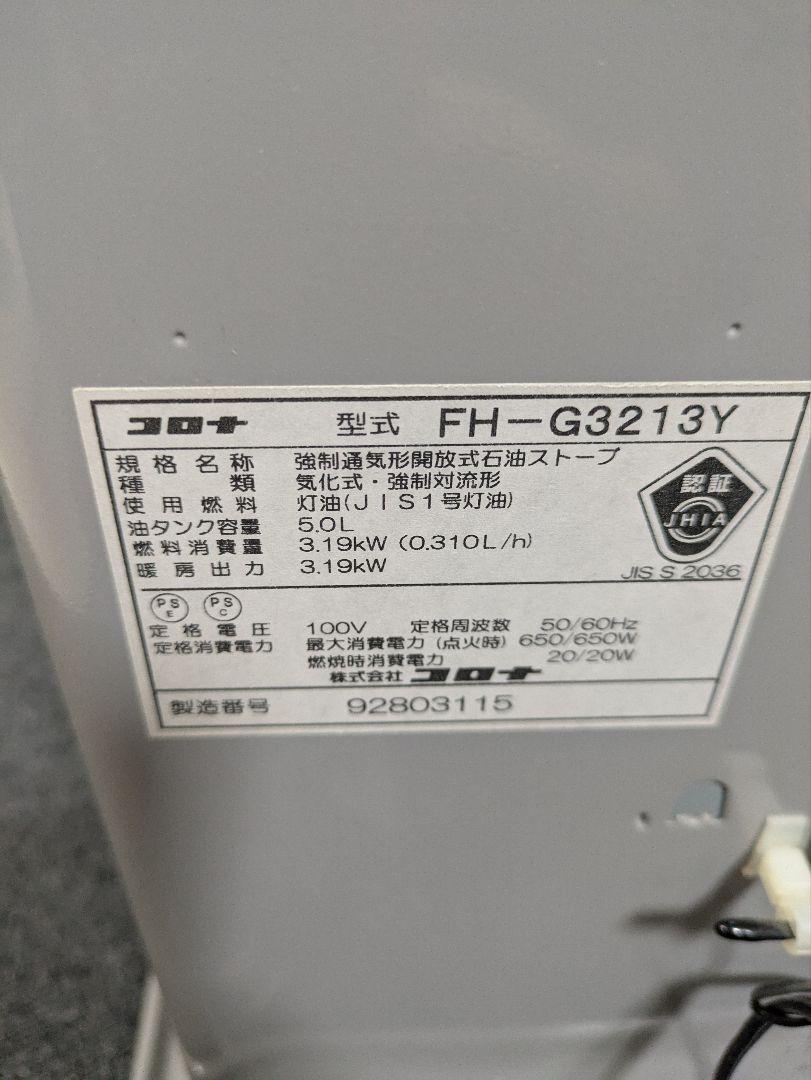 コロナ 型式 FH-G3213Y
規格名称 強制通気形開放式石油ストーブ
種類 気化式・強制対流形
使用燃料 灯油(JIS1号灯油)
油タンク容量 5.0L
燃料消費量 3.19kW (0.310L/h)
暖房出力 3.19kW
認証
JHIA
JIS S 2036
PS E PS C
定格電圧 100V 定格周波数 50/60Hz
定格消費電力 最大消費電力(点火時) 650/650W
燃焼時消費電力 20/20W
株式会社 コロナ
製造番号 92803115